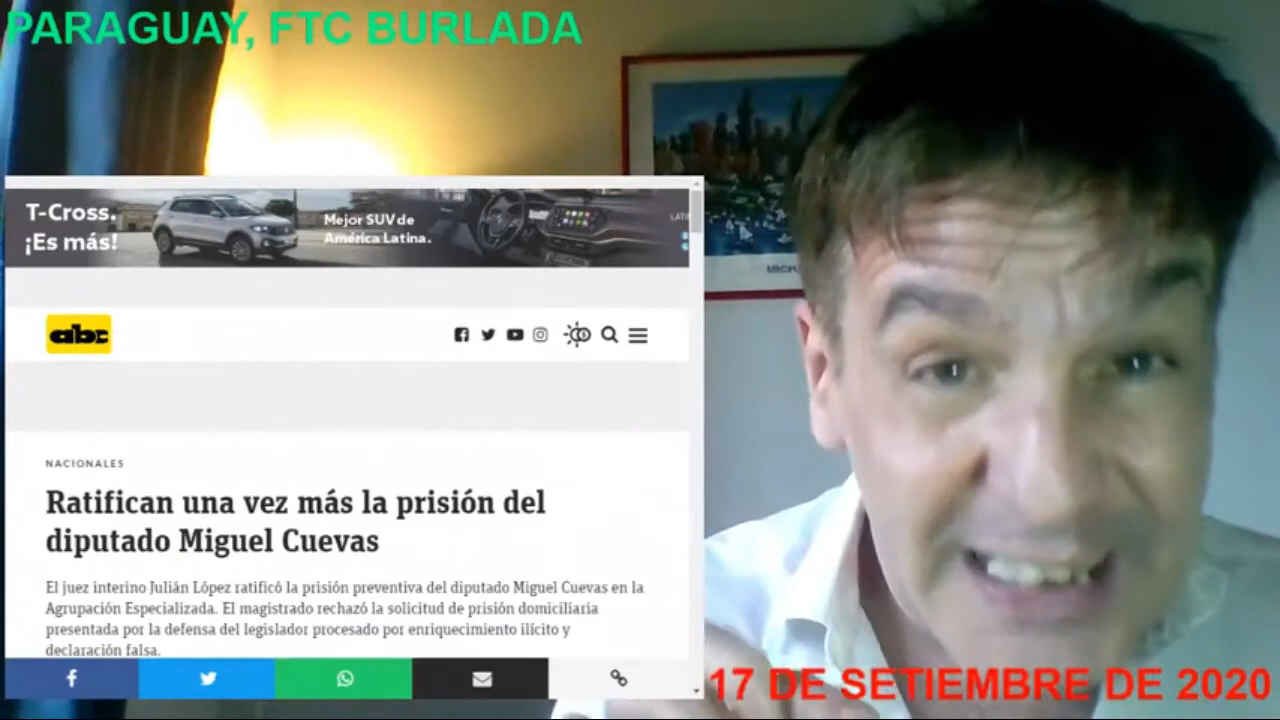 PARAGUAY, FTC BURLADA
T-Cross.
¡Es más!
Mejor SUV de
América Latina.
abc
NACIONALES
Ratifican una vez más la prisión del
diputado Miguel Cuevas
El juez interino Julián López ratificó la prisión preventiva del diputado Miguel Cuevas en la
Agrupación Especializada. El magistrado rechazó la solicitud de prisión domiciliaria
presentada por la defensa del legislador procesado por enriquecimiento ilícito y
declaración falsa.
17 DE SETIEMBRE DE 2020